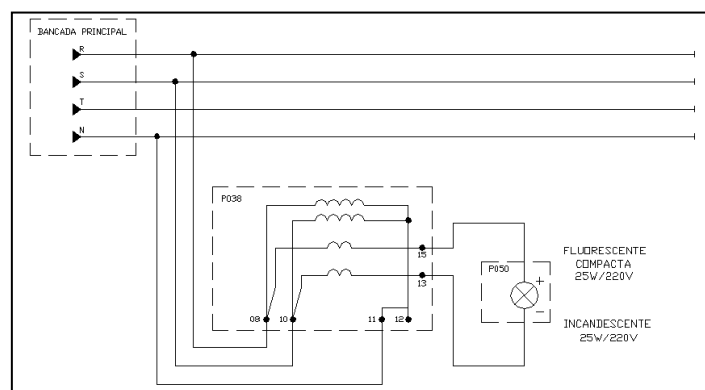 BANCADA PRINCIPAL
R
S
T
N
P038
15
13
08
10
11
12
P050
+
-
FLUORESCENTE
COMPACTA
25W/220V
INCANDESCENTE
25W/220V